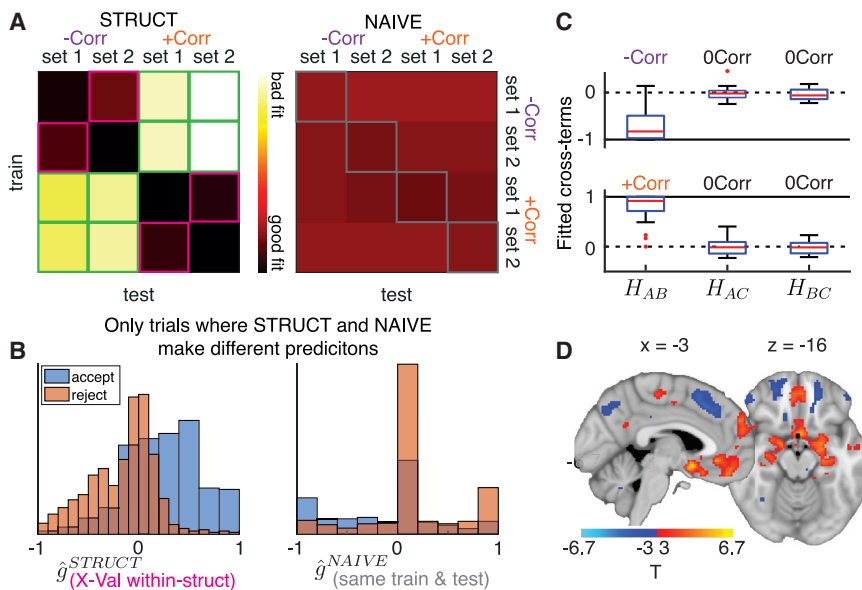 A
STRUCT
NAIVE
-Corr +Corr
set 1 set 2 set 1 set 2
-Corr +Corr
set 1 set 2 set 1 set 2
train
test
bad fit
good fit
set 1
set 2
-Corr
set 1
set 2
+Corr
test
Only trials where STRUCT and NAIVE
make different predicitons
B
accept
reject
-1 0 1
ĝ^STRUCT
(X-Val within-struct)
-1 0 1
ĝ^NAIVE
(same train & test)
C
Fitted cross-terms
-Corr 0Corr 0Corr
0
-1
+Corr 0Corr 0Corr
1
0
H_AB H_AC H_BC
D
x = -3 z = -16
-6.7 -3 3 6.7
T